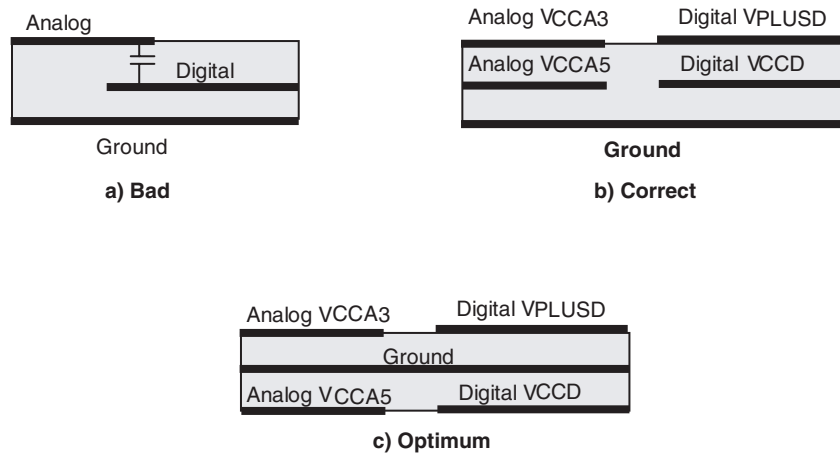 Analog
Digital
Ground
a) Bad
Analog VCCA3
Digital VPLUSD
Analog VCCA5
Digital VCCD
Ground
b) Correct
Analog VCCA3
Digital VPLUSD
Ground
Analog VCCA5
Digital VCCD
c) Optimum